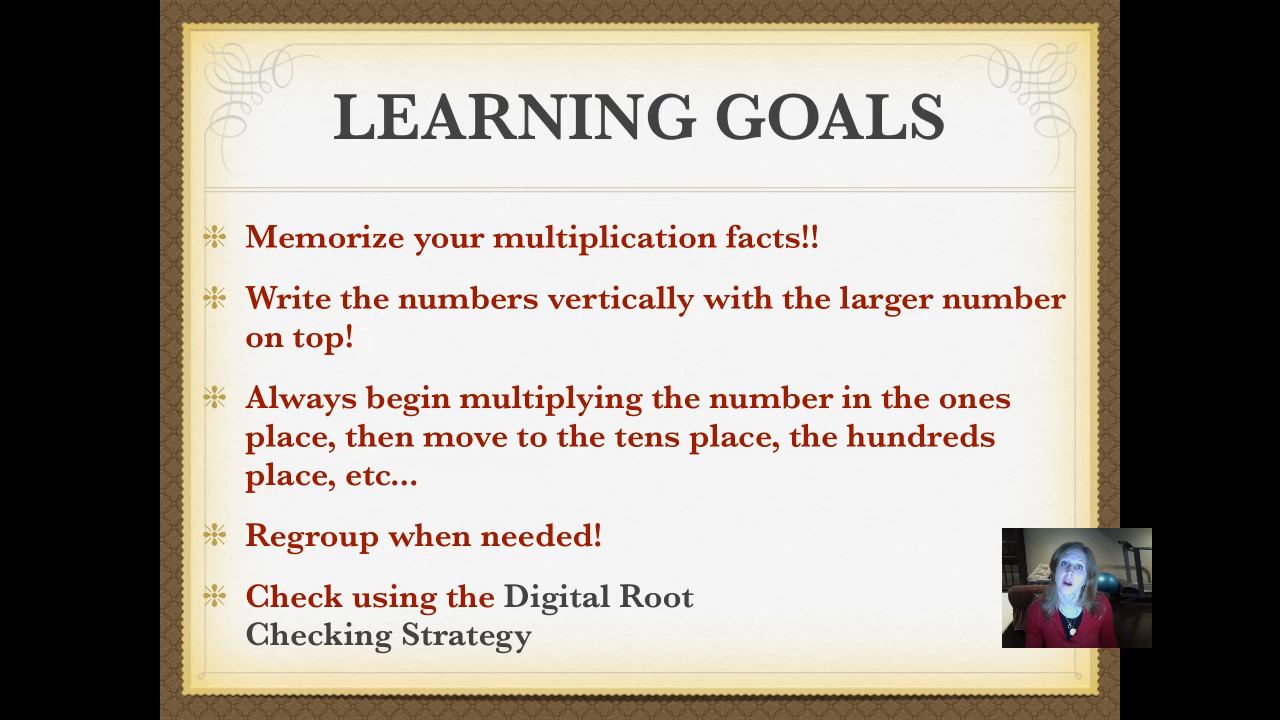 LEARNING GOALS
Memorize your multiplication facts!!
Write the numbers vertically with the larger number
on top!
Always begin multiplying the number in the ones
place, then move to the tens place, the hundreds
place, etc...
Regroup when needed!
Check using the Digital Root
Checking Strategy